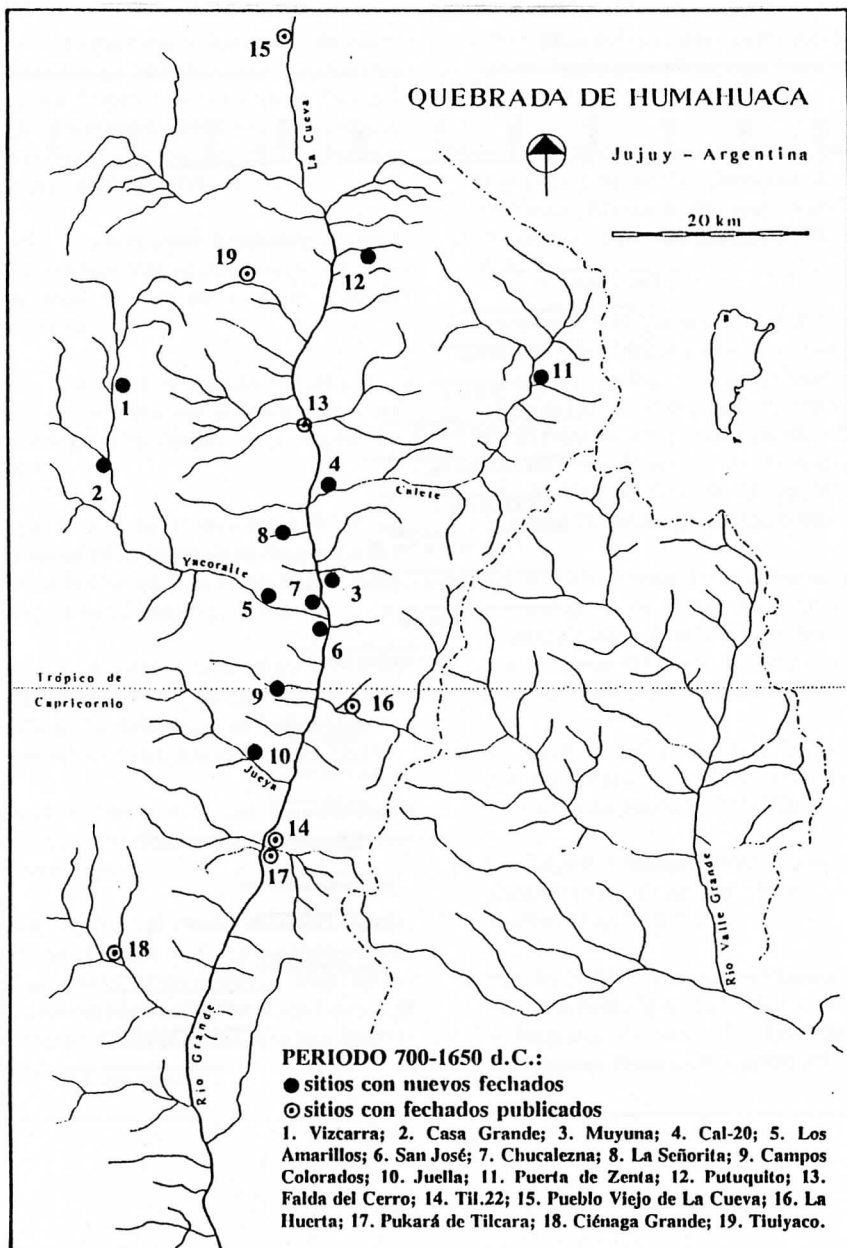 15
QUEBRADA DE HUMAHUACA
La Cueva
Jujuy - Argentina
20 km
19
12
11
1
13
4
2
Calete
8
Yacoraite
3
5
7
6
Trópico de
Capricornio
9
16
10
Jueya
14
17
18
Rio Valle Grande
Rio Grande
PERIODO 700-1650 d.C.:
sitios con nuevos fechados
sitios con fechados publicados
1. Vizcarra; 2. Casa Grande; 3. Muyuna; 4. Cal-20; 5. Los
Amarillos; 6. San José; 7. Chucalezna; 8. La Señorita; 9. Campos
Colorados; 10. Juella; 11. Puerta de Zenta; 12. Putuquito; 13.
Falda del Cerro; 14. Til.22; 15. Pueblo Viejo de La Cueva; 16. La
Huerta; 17. Pukará de Tilcara; 18. Ciénaga Grande; 19. Tiuiyaco.